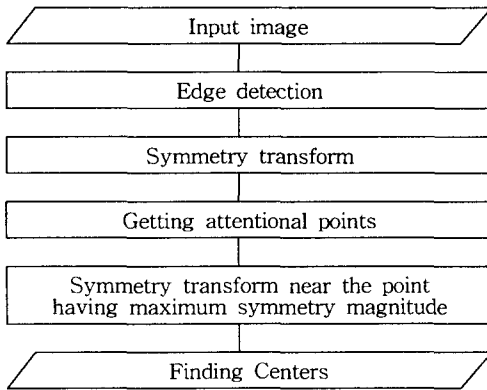 Input image
Edge detection
Symmetry transform
Getting attentional points
Symmetry transform near the point
having maximum symmetry magnitude
Finding Centers